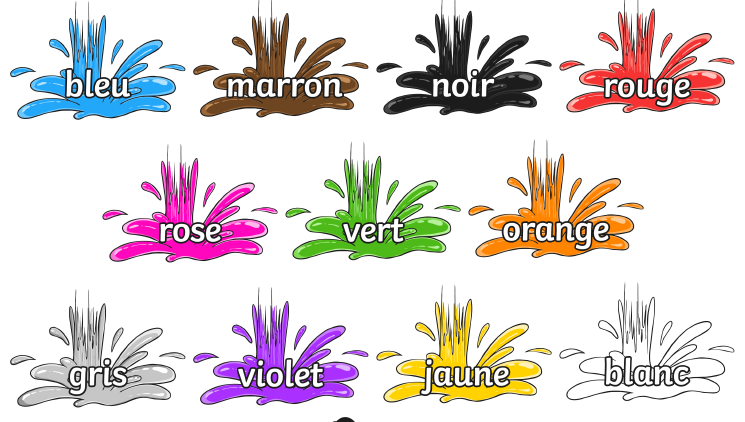 bleu marron noir rouge
rose vert orange
gris violet jaune blanc